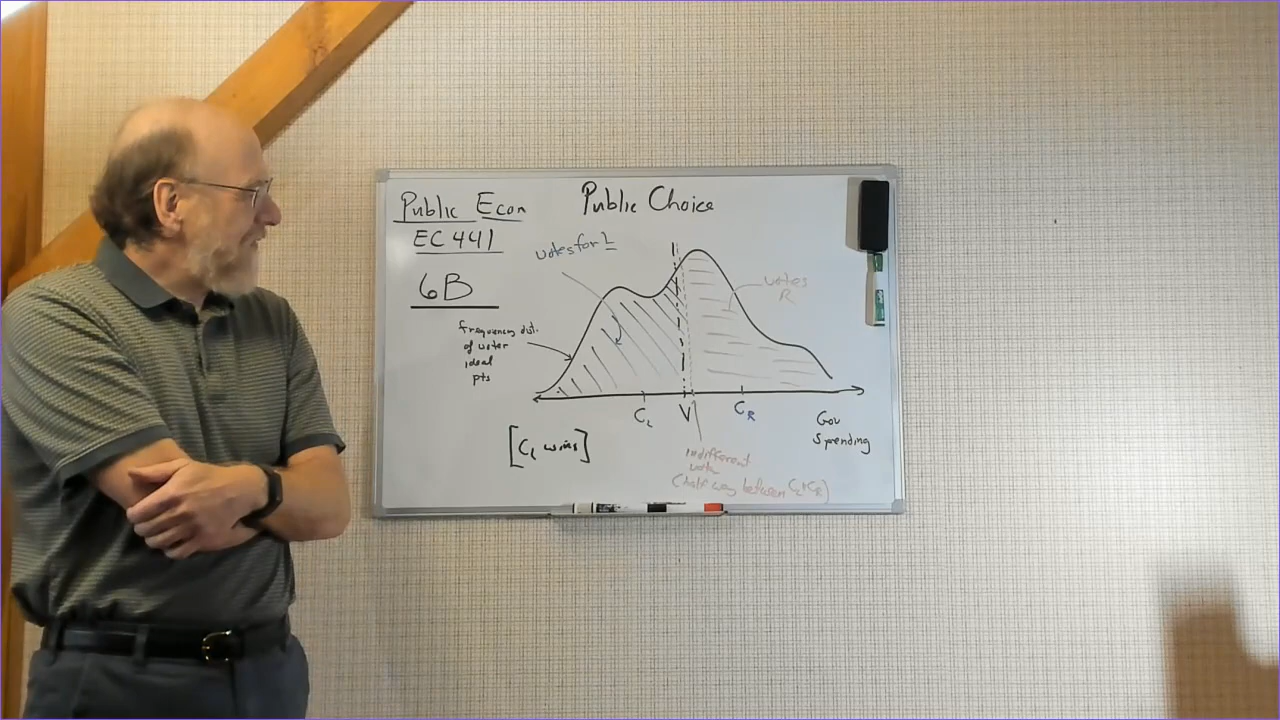 Public Econ
EC 441
6B
Public Choice
votes for L
votes
R
frequency dist.
of voter
ideal
pts
C_L
V
C_R
Gov
Spending
[C_L wins]
indifferent
voter
(half way between C_L + C_R)